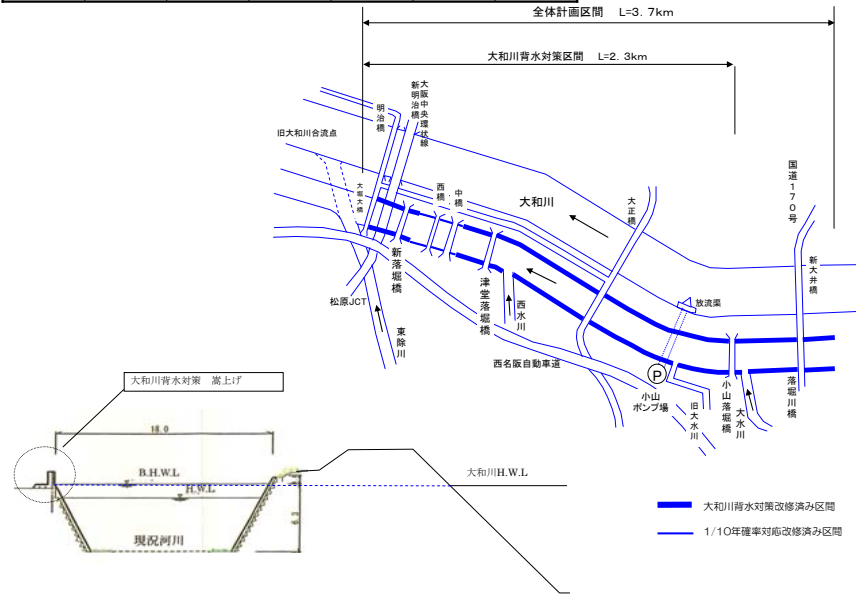 全体計画区間 L=3.7km
大和川背水対策区間 L=2.3km
大阪中央環状線
新明治橋
明治橋
旧大和川合流点
大堀大橋
西橋
中橋
大和川
大正橋
国道170号
新大井橋
放流渠
新落堀橋
津堂落堀橋
西水川
松原JCT
東除川
西名阪自動車道
P
小山
ポンプ場
旧大水川
小山落堀橋
大水川
落堀川橋
大和川背水対策 嵩上げ
18.0
B.H.W.L
H.W.L
大和川H.W.L
6.3
現況河川
大和川背水対策改修済み区間
1/10年確率対応改修済み区間